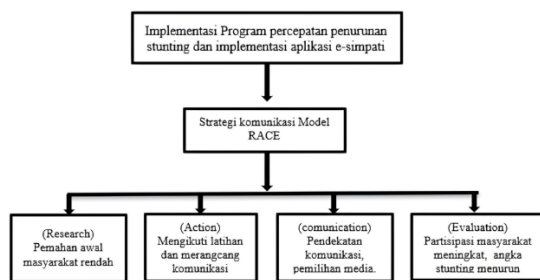 Implementasi Program percepatan penurunan
stunting dan implementasi aplikasi e-simpati
Strategi komunikasi Model
RACE
(Research)
Pemahan awal
masyarakat rendah
(Action)
Mengikuti latihan
dan merancang
komunikasi
(comunication)
Pendekatan
komunikasi,
pemilihan media.
(Evaluation)
Partisipasi masyarakat
meningkat, angka
stunting menurun